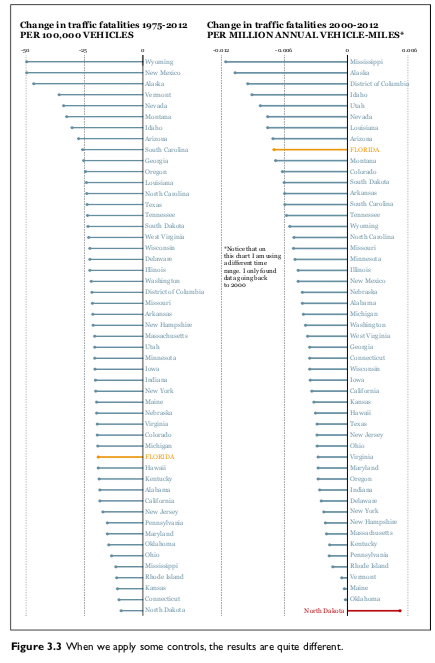 Change in traffic fatalities 1975-2012
PER 100,000 VEHICLES
-50 -25 0
Wyoming
New Mexico
Alaska
Vermont
Nevada
Montana
Idaho
Arizona
South Carolina
Georgia
Oregon
Louisiana
North Carolina
Texas
Tennessee
South Dakota
West Virginia
Wisconsin
Delaware
Illinois
Washington
District of Columbia
Missouri
Arkansas
New Hampshire
Massachusetts
Utah
Minnesota
Iowa
Indiana
New York
Maine
Nebraska
Virginia
Colorado
Michigan
FLORIDA
Hawaii
Kentucky
Alabama
California
New Jersey
Pennsylvania
Maryland
Oklahoma
Ohio
Mississippi
Rhode Island
Kansas
Connecticut
North Dakota
Change in traffic fatalities 2000-2012
PER MILLION ANNUAL VEHICLE-MILES*
-0.012 -0.006 0 0.006
Mississippi
Alaska
District of Columbia
Idaho
Utah
Nevada
Louisiana
Arizona
FLORIDA
Montana
Colorado
South Dakota
Arkansas
South Carolina
Tennessee
Wyoming
North Carolina
Missouri
Minnesota
Illinois
New Mexico
Nebraska
Alabama
Michigan
Washington
West Virginia
Georgia
Connecticut
Wisconsin
Iowa
California
Kansas
Hawaii
Texas
New Jersey
Ohio
Virginia
Maryland
Oregon
Indiana
Delaware
New York
New Hampshire
Massachusetts
Kentucky
Pennsylvania
Rhode Island
Vermont
Maine
Oklahoma
North Dakota
*Notice that on
this chart I am using
a different time
range. I only found
data going back
to 2000
Figure 3.3 When we apply some controls, the results are quite different.